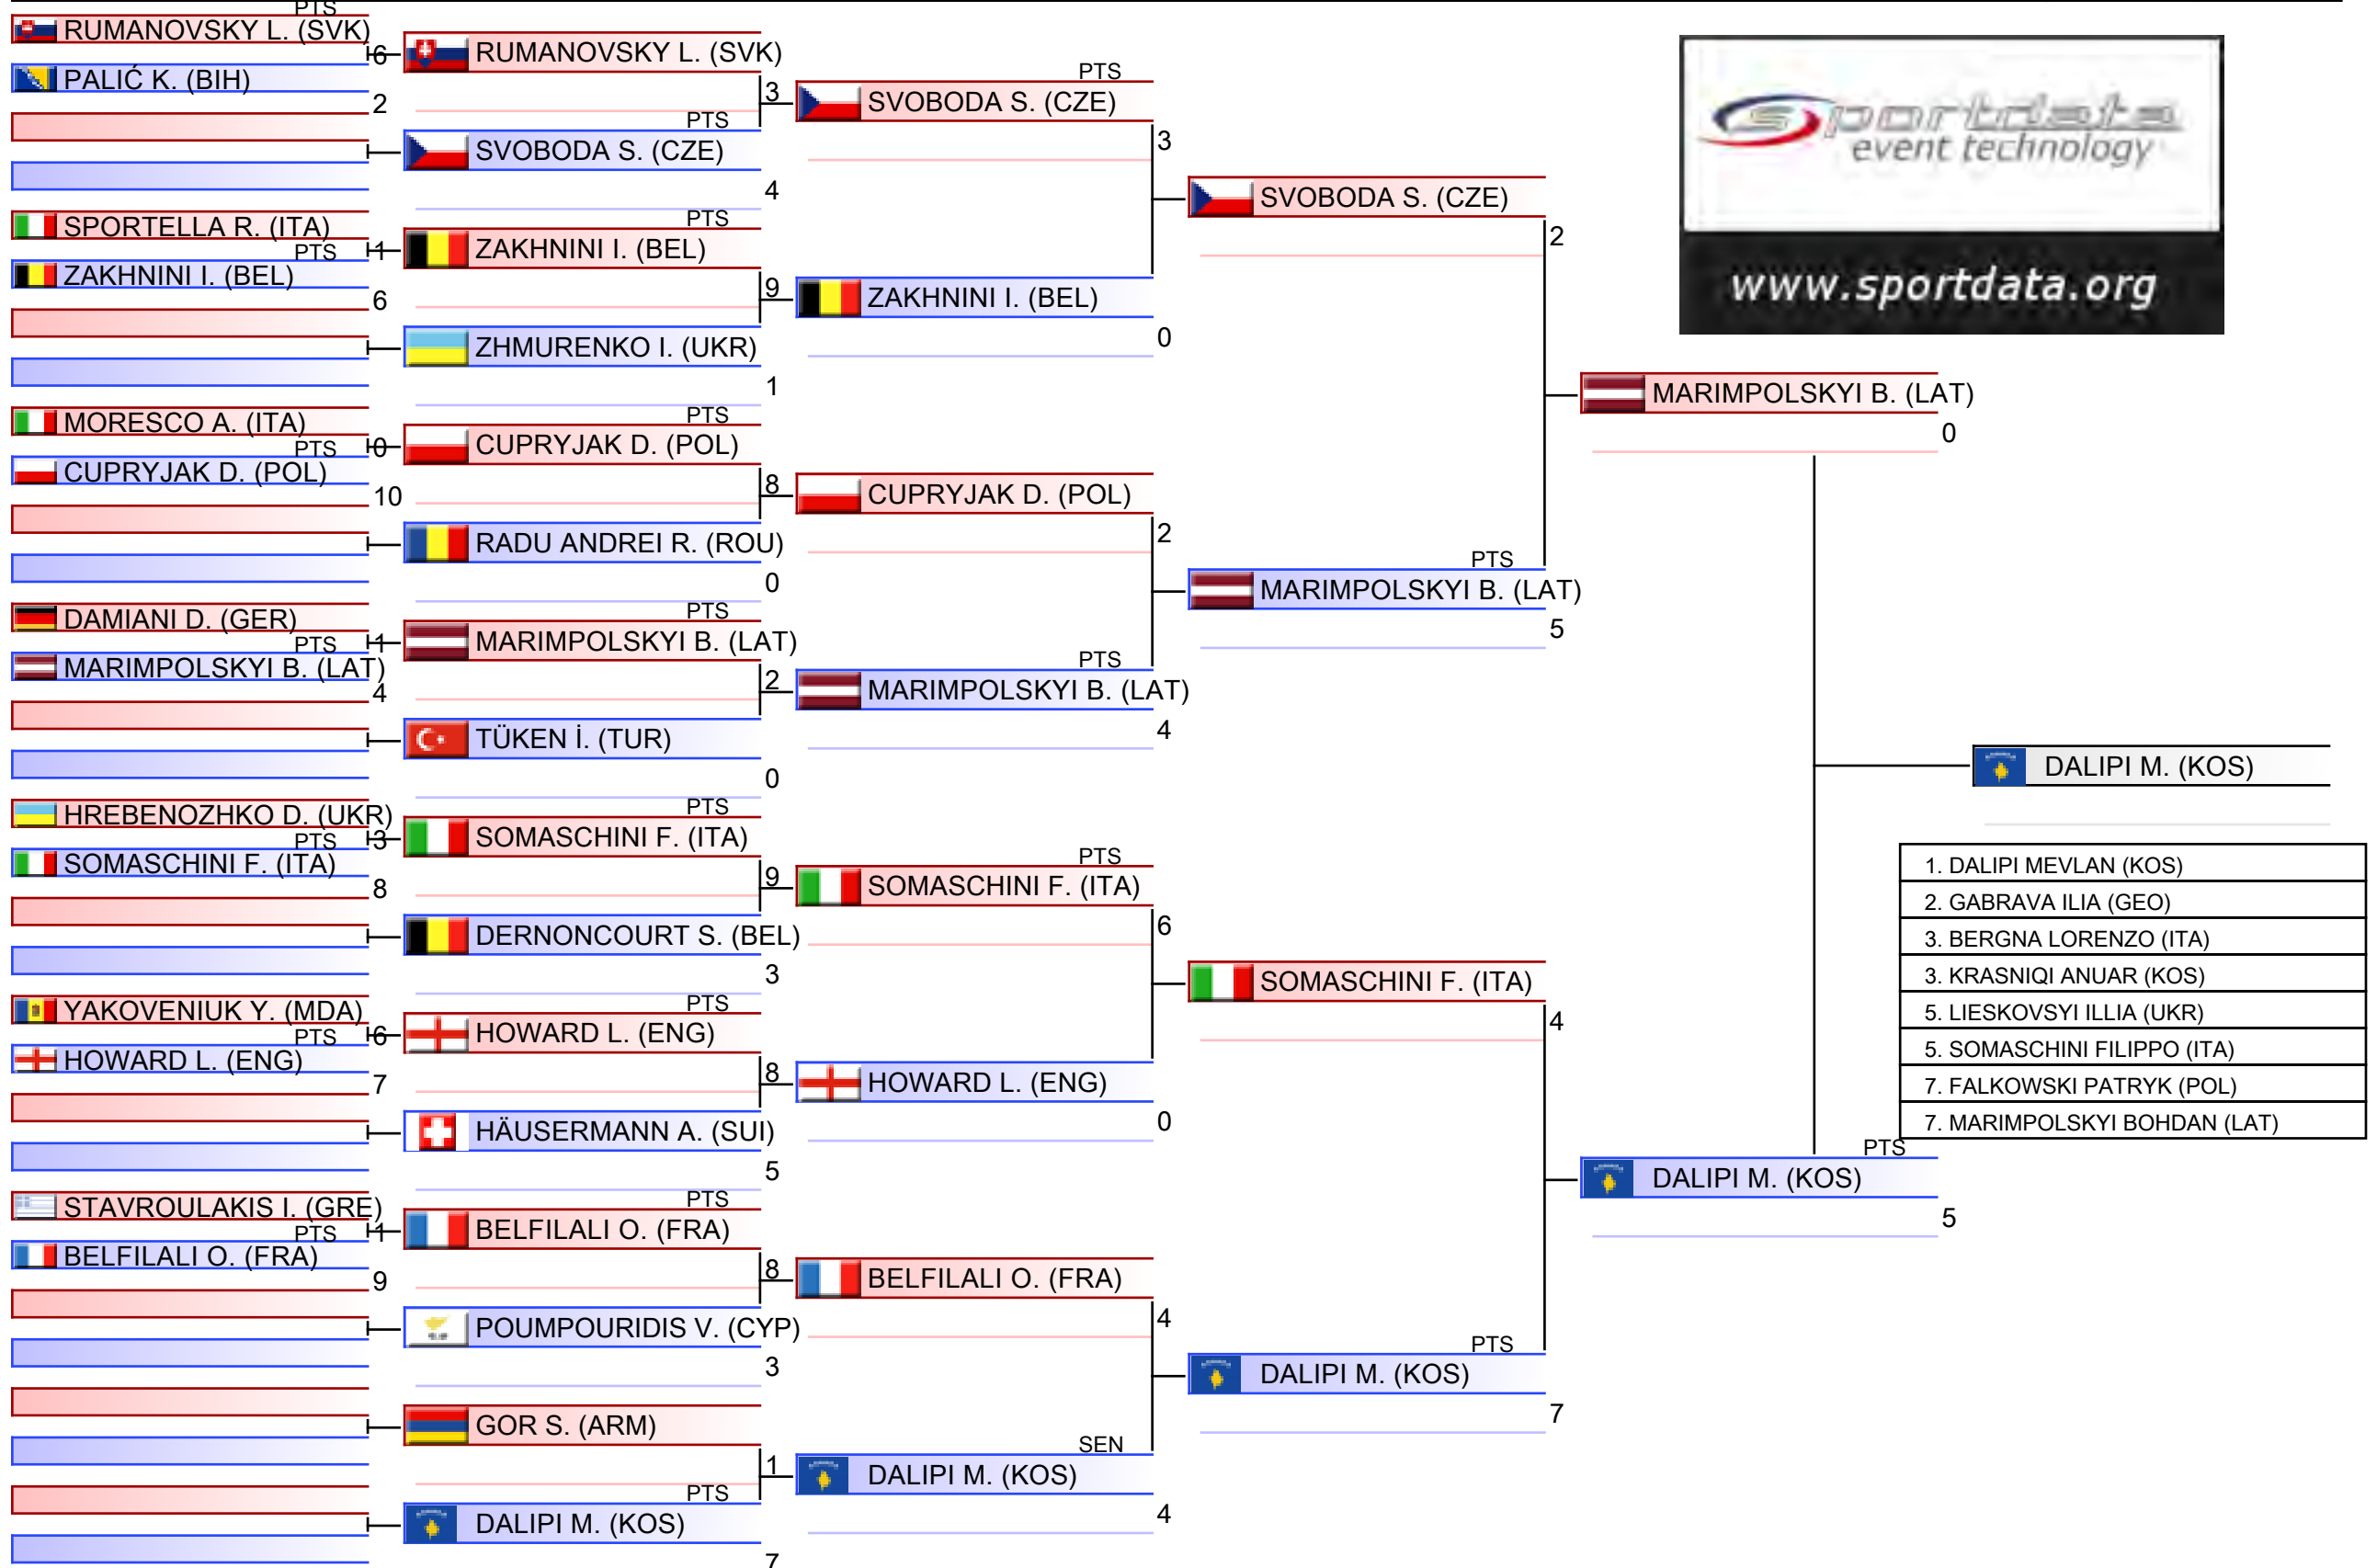 PTS
RUMANOVSKY L. (SVK)
6
PALIĆ K. (BIH)
2
SPORTELLA R. (ITA)
PTS
1
ZAKHNINI I. (BEL)
6
MORESCO A. (ITA)
PTS
0
CUPRYJAK D. (POL)
10
DAMIANI D. (GER)
PTS
1
MARIMPOLSKYI B. (LAT)
4
HREBENOZHKO D. (UKR)
PTS
3
SOMASCHINI F. (ITA)
8
YAKOVENIUK Y. (MDA)
PTS
6
HOWARD L. (ENG)
7
STAVROULAKIS I. (GRE)
PTS
1
BELFILALI O. (FRA)
9
RUMANOVSKY L. (SVK)
3
PTS
SVOBODA S. (CZE)
4
PTS
ZAKHNINI I. (BEL)
9
ZHMURENKO I. (UKR)
1
PTS
CUPRYJAK D. (POL)
8
RADU ANDREI R. (ROU)
0
PTS
MARIMPOLSKYI B. (LAT)
2
TÜKEN İ. (TUR)
0
PTS
SOMASCHINI F. (ITA)
9
DERNONCOURT S. (BEL)
3
PTS
HOWARD L. (ENG)
8
HÄUSERMANN A. (SUI)
5
PTS
BELFILALI O. (FRA)
8
POUMPOURIDIS V. (CYP)
3
GOR S. (ARM)
1
PTS
DALIPI M. (KOS)
7
PTS
SVOBODA S. (CZE)
3
ZAKHNINI I. (BEL)
0
CUPRYJAK D. (POL)
2
PTS
MARIMPOLSKYI B. (LAT)
4
PTS
SOMASCHINI F. (ITA)
6
HOWARD L. (ENG)
0
BELFILALI O. (FRA)
4
SEN
DALIPI M. (KOS)
4
SVOBODA S. (CZE)
2
PTS
MARIMPOLSKYI B. (LAT)
5
SOMASCHINI F. (ITA)
4
PTS
DALIPI M. (KOS)
7
sportdata
event technology
www.sportdata.org
MARIMPOLSKYI B. (LAT)
0
PTS
DALIPI M. (KOS)
5
DALIPI M. (KOS)
1. DALIPI MEVLAN (KOS)
2. GABRAVA ILIA (GEO)
3. BERGNA LORENZO (ITA)
3. KRASNIQI ANUAR (KOS)
5. LIESKOVSYI ILLIA (UKR)
5. SOMASCHINI FILIPPO (ITA)
7. FALKOWSKI PATRYK (POL)
7. MARIMPOLSKYI BOHDAN (LAT)